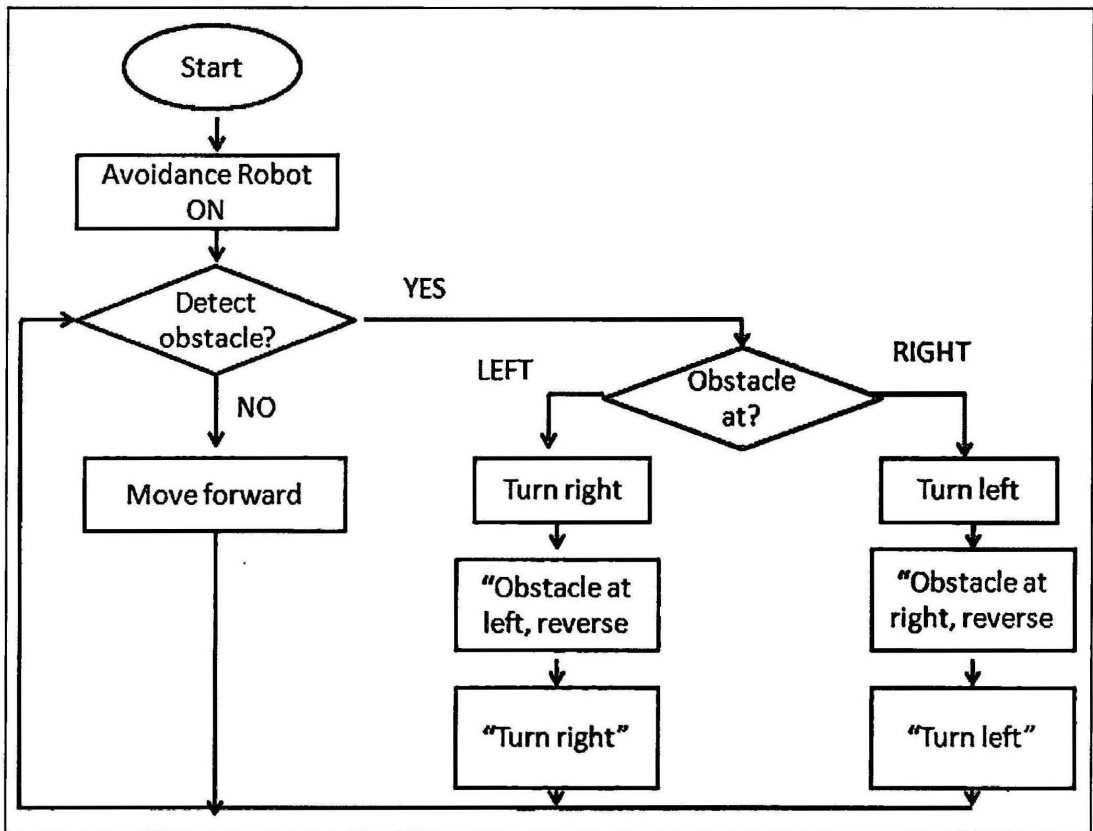 Start
Avoidance Robot
ON
Detect
obstacle?
YES
NO
Move forward
Obstacle
at?
LEFT
RIGHT
Turn right
"Obstacle at
left, reverse
"Turn right"
Turn left
"Obstacle at
right, reverse
"Turn left"